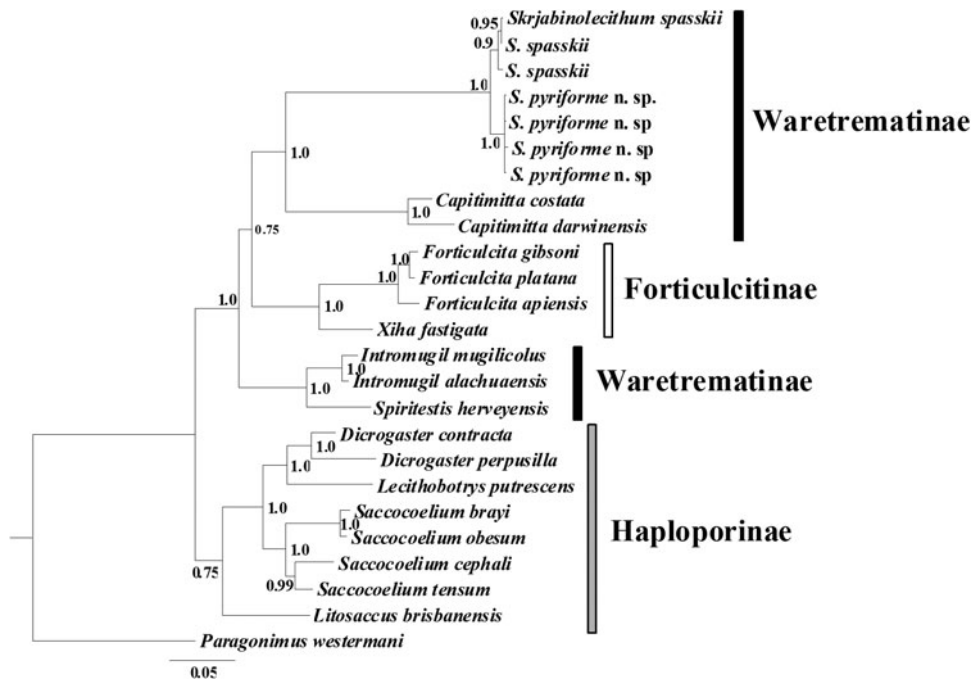 0.95
Skrjabinolecithum spasskii
0.9
S. spasskii
S. spasskii
1.0
S. pyriforme n. sp.
S. pyriforme n. sp
1.0
S. pyriforme n. sp
S. pyriforme n. sp
Waretrematinae
1.0
Capitimitta costata
1.0
Capitimitta darwinensis
0.75
Forticulcita gibsoni
1.0
Forticulcita platana
1.0
Forticulcita apiensis
1.0
Xiha fastigata
Forticulcitinae
1.0
Intromugil mugilicolus
1.0
Intromugil alachuaensis
1.0
Spiritestis herveyensis
Waretrematinae
Dicrogaster contracta
1.0
Dicrogaster perpusilla
1.0
Lecithobotrys putrescens
1.0
Saccocoelium brayi
1.0
Saccocoelium obesum
1.0
Saccocoelium cephali
0.99
Saccocoelium tensum
0.75
Litosaccus brisbanensis
Haploporinae
Paragonimus westermani
0.05